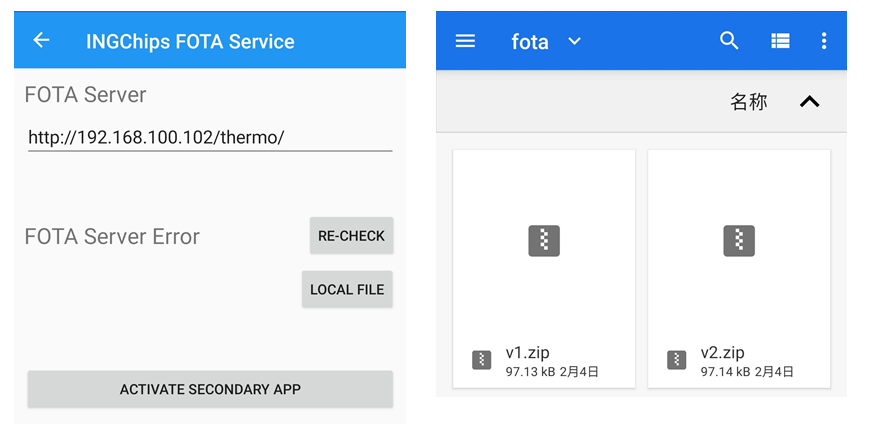 INGChips FOTA Service
FOTA Server
http://192.168.100.102/thermo/
FOTA Server Error
RE-CHECK
LOCAL FILE
ACTIVATE SECONDARY APP
fota
名称
v1.zip
97.13 kB 2月4日
v2.zip
97.14 kB 2月4日